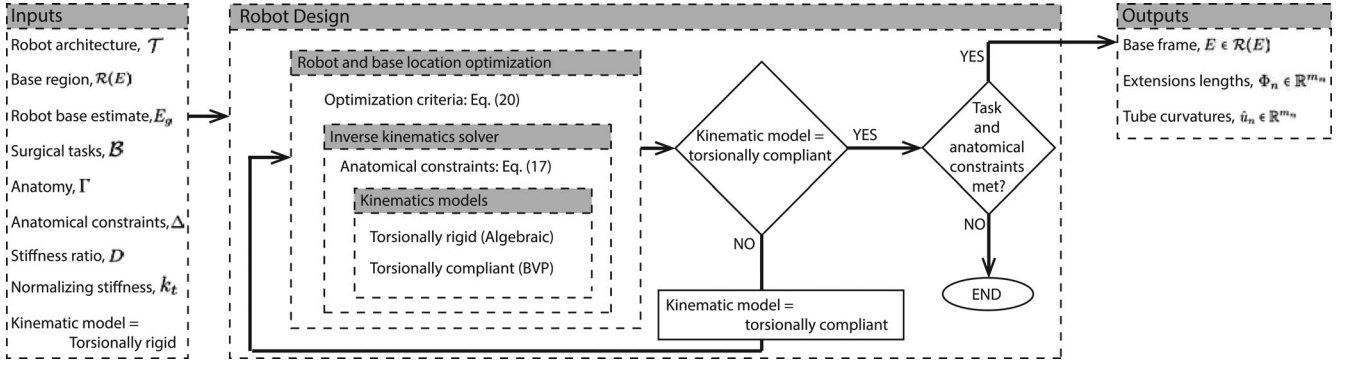 Inputs
Robot architecture, 𝒯
Base region, ℛ(E)
Robot base estimate, E_g
Surgical tasks, ℬ
Anatomy, Γ
Anatomical constraints, Δ
Stiffness ratio, D
Normalizing stiffness, k_t
Kinematic model =
Torsionally rigid
Robot Design
Robot and base location optimization
Optimization criteria: Eq. (20)
Inverse kinematics solver
Anatomical constraints: Eq. (17)
Kinematics models
Torsionally rigid (Algebraic)
Torsionally compliant (BVP)
Kinematic model =
torsionally compliant
YES
NO
Kinematic model =
torsionally compliant
Task
and
anatomical
constraints
met?
YES
NO
END
Outputs
Base frame, E ϵ ℛ(E)
Extensions lengths, Φ_n ϵ ℝ^{m_n}
Tube curvatures, û_n ϵ ℝ^{m_n}